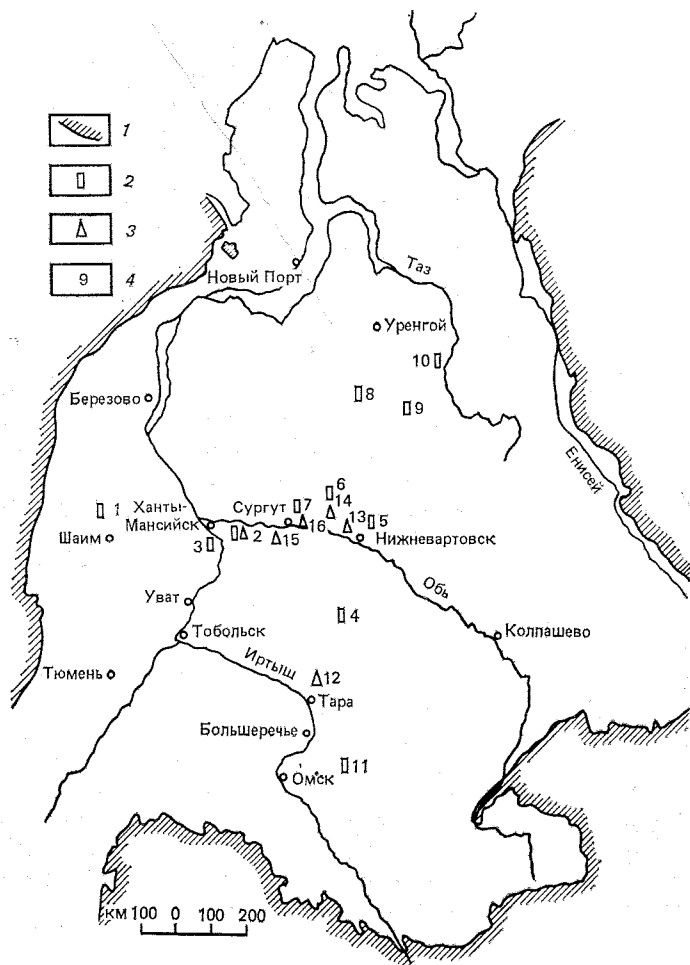 1
2
3
9 4
Новый Порт
Таз
Уренгой
10
8
9
Березово
Енисей
1
Ханты-
Мансийск
Сургут
7
6
14
16
13
5
Шаим
3
2
15
Нижневартовск
Обь
Уват
4
Тобольск
Колпашево
Иртыш
Тюмень
12
Тара
Большеречье
11
Омск
км 100 0 100 200